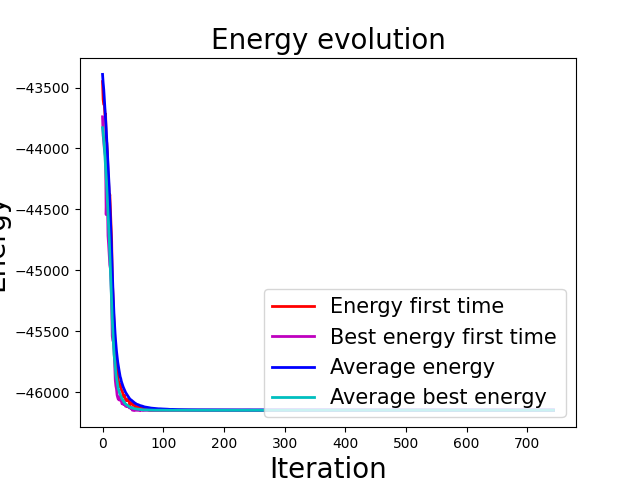 Energy evolution
Energy
−43500
−44000
−44500
−45000
−45500
−46000
0 100 200 300 400 500 600 700
Iteration
Energy first time
Best energy first time
Average energy
Average best energy